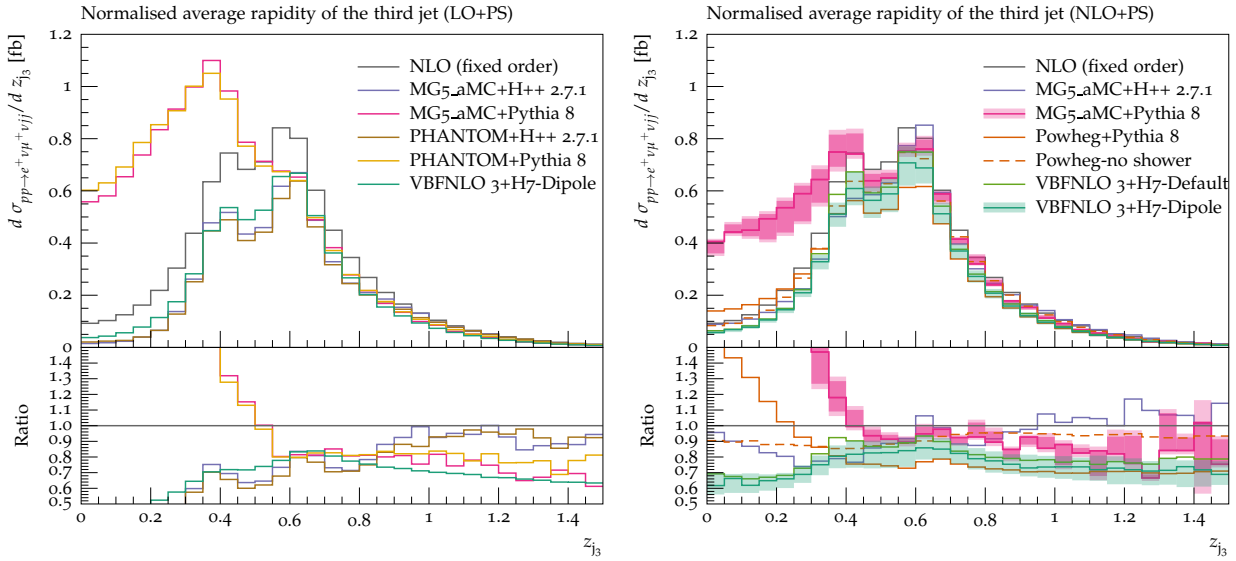 Normalised average rapidity of the third jet (LO+PS)
d σ_{pp→e⁺νμ⁺νjj}/ d z_{j₃} [fb]
1.2
1
0.8
0.6
0.4
0.2
0
NLO (fixed order)
MG5_aMC+H++ 2.7.1
MG5_aMC+Pythia 8
PHANTOM+H++ 2.7.1
PHANTOM+Pythia 8
VBFNLO 3+H7-Dipole
Ratio
1.4
1.3
1.2
1.1
1.0
0.9
0.8
0.7
0.6
0.5
0 0.2 0.4 0.6 0.8 1 1.2 1.4
z_{j₃}
Normalised average rapidity of the third jet (NLO+PS)
d σ_{pp→e⁺νμ⁺νjj}/ d z_{j₃} [fb]
1.2
1
0.8
0.6
0.4
0.2
0
NLO (fixed order)
MG5_aMC+H++ 2.7.1
MG5_aMC+Pythia 8
Powheg+Pythia 8
Powheg-no shower
VBFNLO 3+H7-Default
VBFNLO 3+H7-Dipole
Ratio
1.4
1.3
1.2
1.1
1.0
0.9
0.8
0.7
0.6
0.5
0 0.2 0.4 0.6 0.8 1 1.2 1.4
z_{j₃}